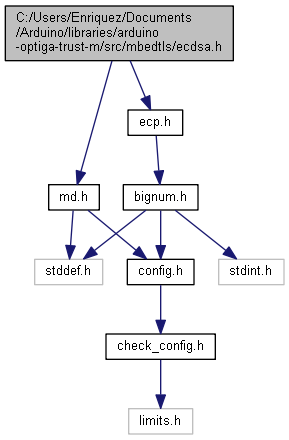 C:/Users/Enriquez/Documents
/Arduino/libraries/arduino
-optiga-trust-m/src/mbedtls/ecdsa.h
ecp.h
md.h
bignum.h
stddef.h
config.h
stdint.h
check_config.h
limits.h